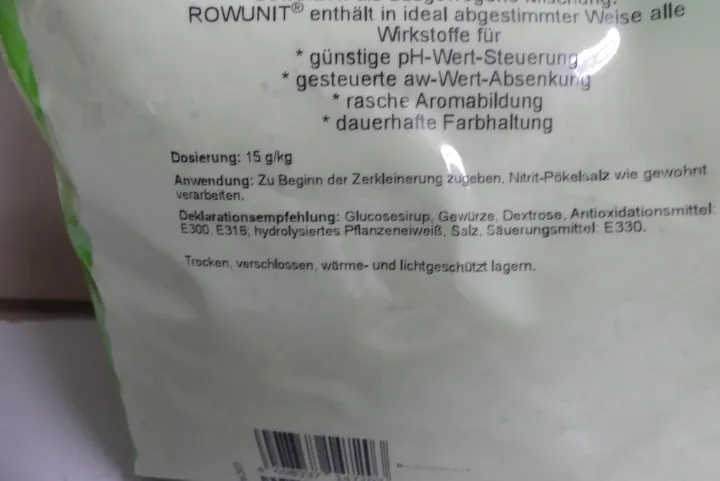 ROWUNIT® enthält in ideal abgestimmter Weise alle
Wirkstoffe für
* günstige pH-Wert-Steuerung
* gesteuerte aw-Wert-Absenkung
* rasche Aromabildung
* dauerhafte Farbhaltung
Dosierung: 15 g/kg
Anwendung: Zu Beginn der Zerkleinerung zugeben. Nitrit-Pökelsalz wie gewohnt
verarbeiten.
Deklarationsempfehlung: Glucosesirup, Gewürze, Dextrose, Antioxidationsmittel:
E300, E316; hydrolysiertes Pflanzeneiweiß, Salz, Säuerungsmittel: E330.
Trocken, verschlossen, wärme- und lichtgeschützt lagern.